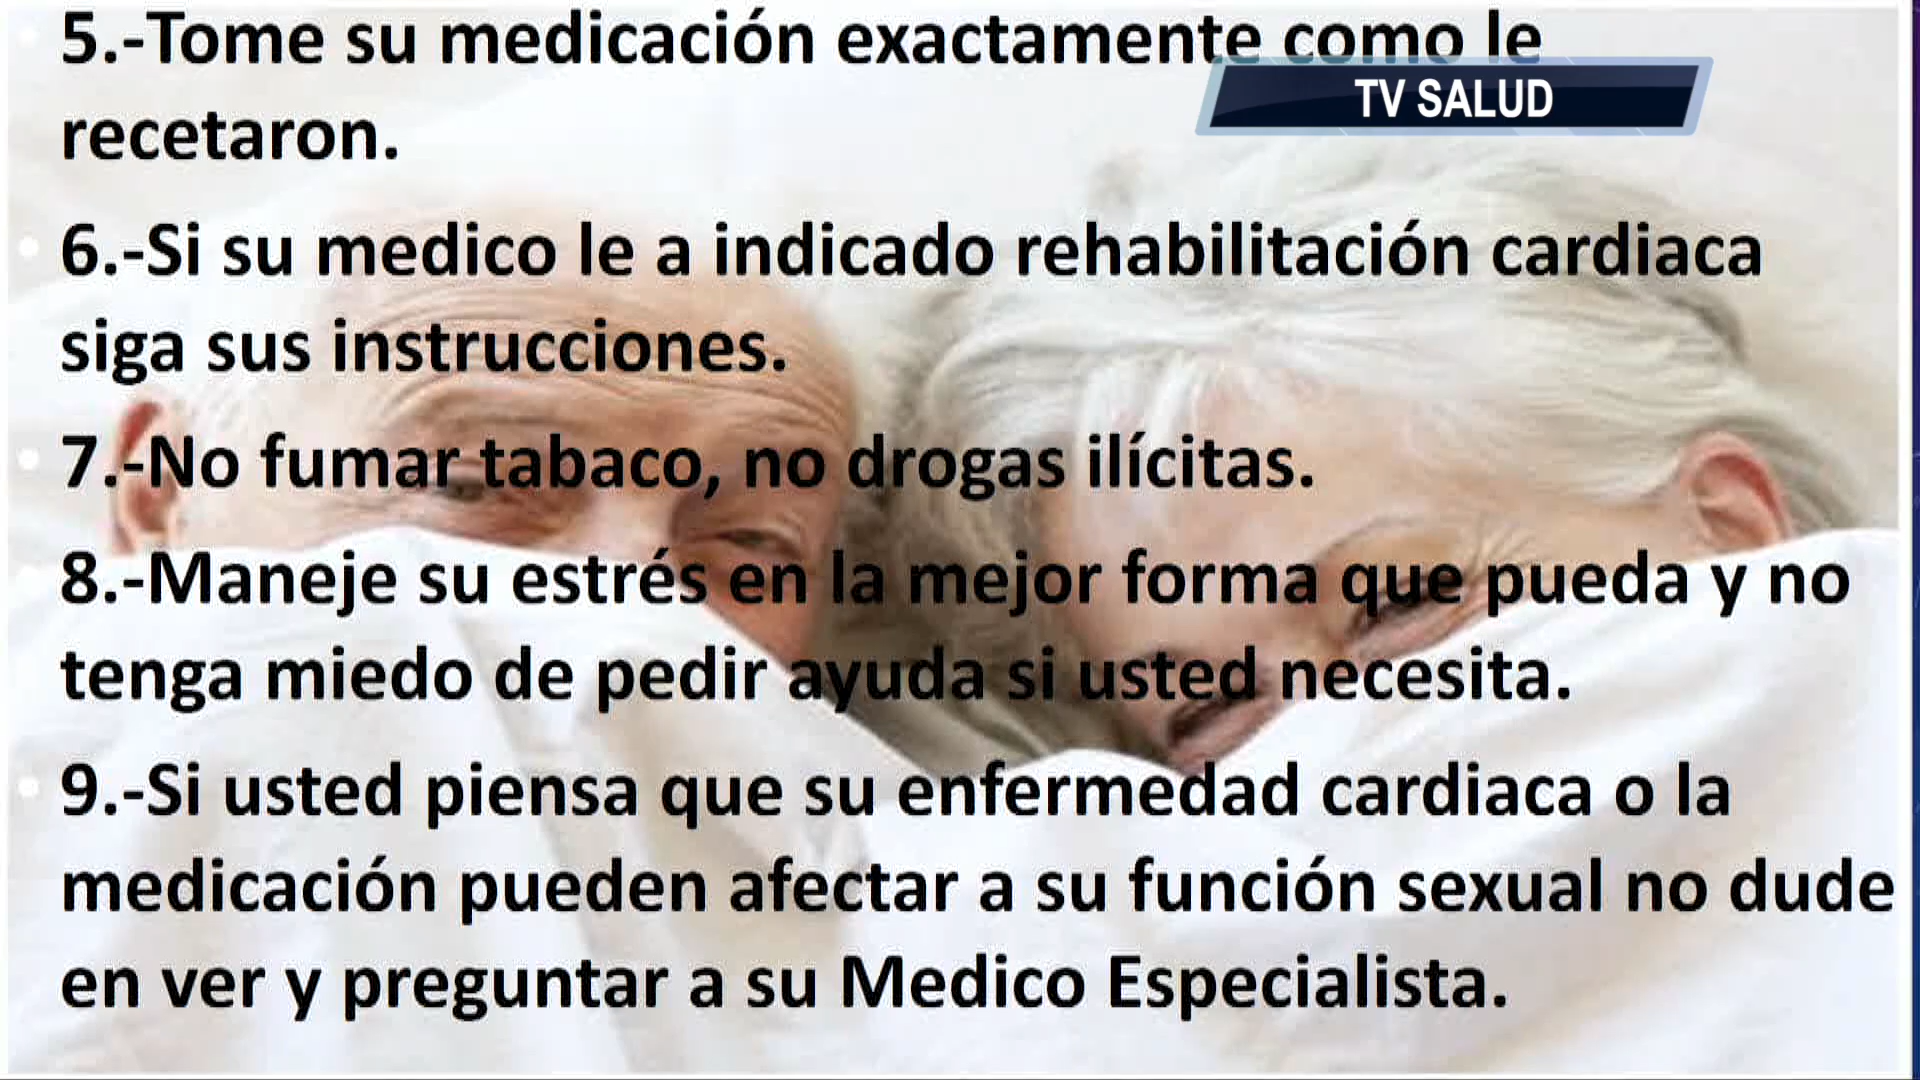 5.-Tome su medicación exactamente como le
TV SALUD
recetaron.
6.-Si su medico le a indicado rehabilitación cardiaca
siga sus instrucciones.
7.-No fumar tabaco, no drogas ilícitas.
8.-Maneje su estrés en la mejor forma que pueda y no
tenga miedo de pedir ayuda si usted necesita.
9.-Si usted piensa que su enfermedad cardiaca o la
medicación pueden afectar a su función sexual no dude
en ver y preguntar a su Medico Especialista.